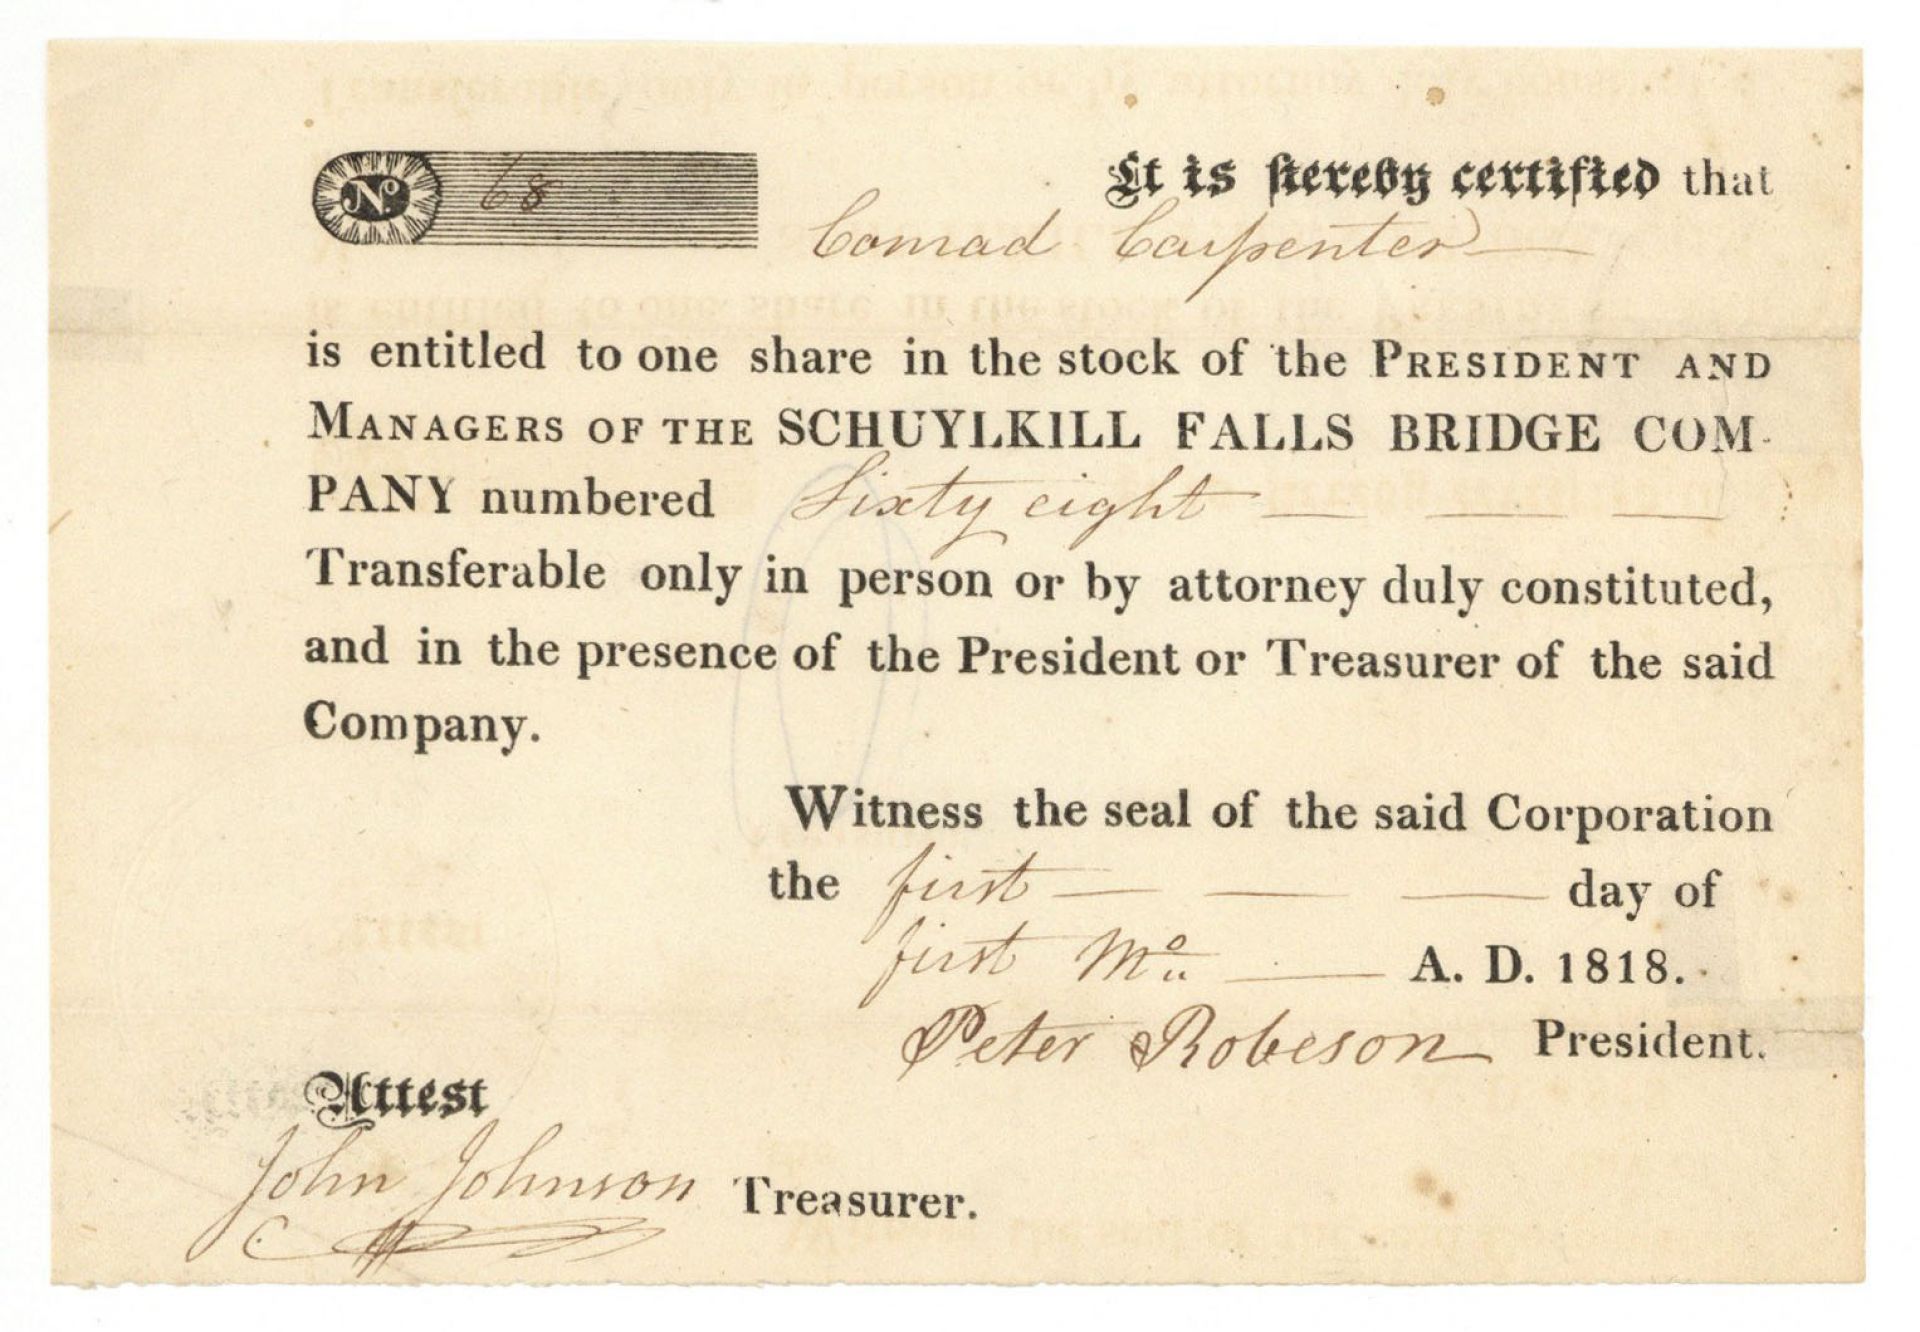 No. 68
It is hereby certified that
Conrad Carpenter —
is entitled to one share in the stock of the PRESIDENT AND
MANAGERS OF THE SCHUYLKILL FALLS BRIDGE COM-
PANY numbered Sixty eight — — —
Transferable only in person or by attorney duly constituted,
and in the presence of the President or Treasurer of the said
Company.
Witness the seal of the said Corporation
the first — — — day of
first Mo. — A. D. 1818.
Peter Robeson President.
Attest
John Johnson Treasurer.